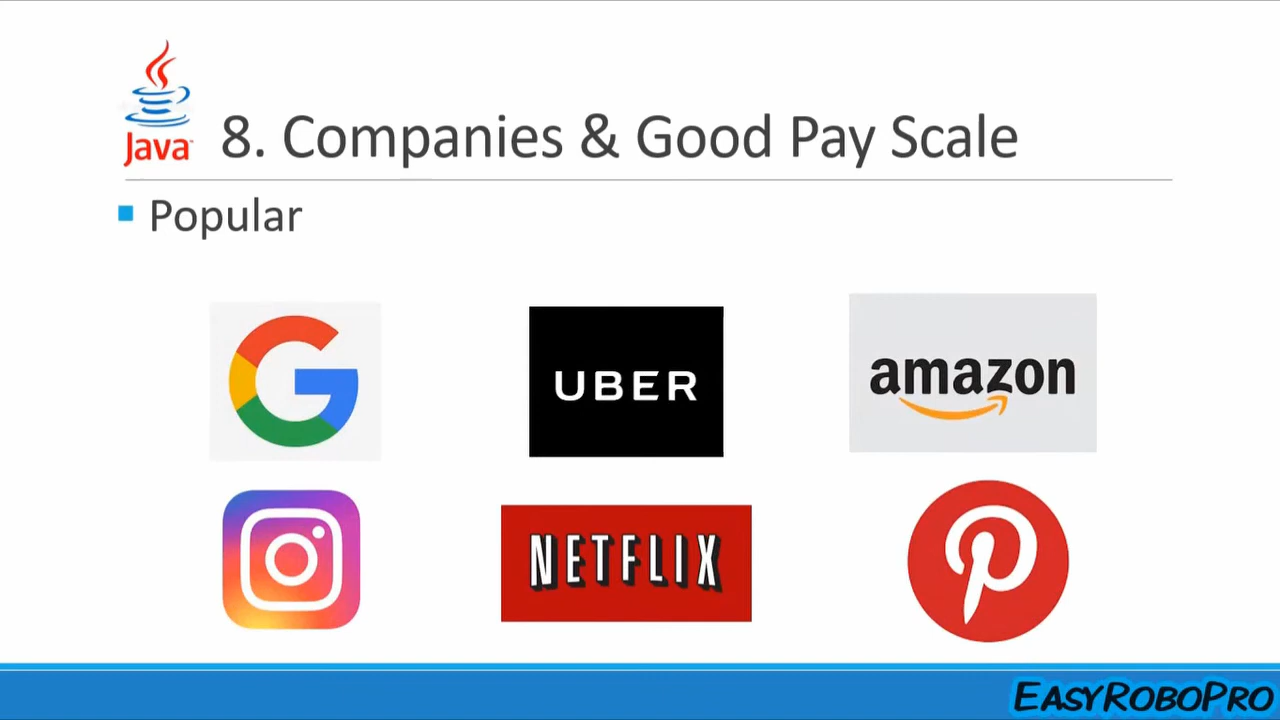 Java
8. Companies & Good Pay Scale
Popular
G
UBER
amazon
NETFLIX
EASYROBOPRO